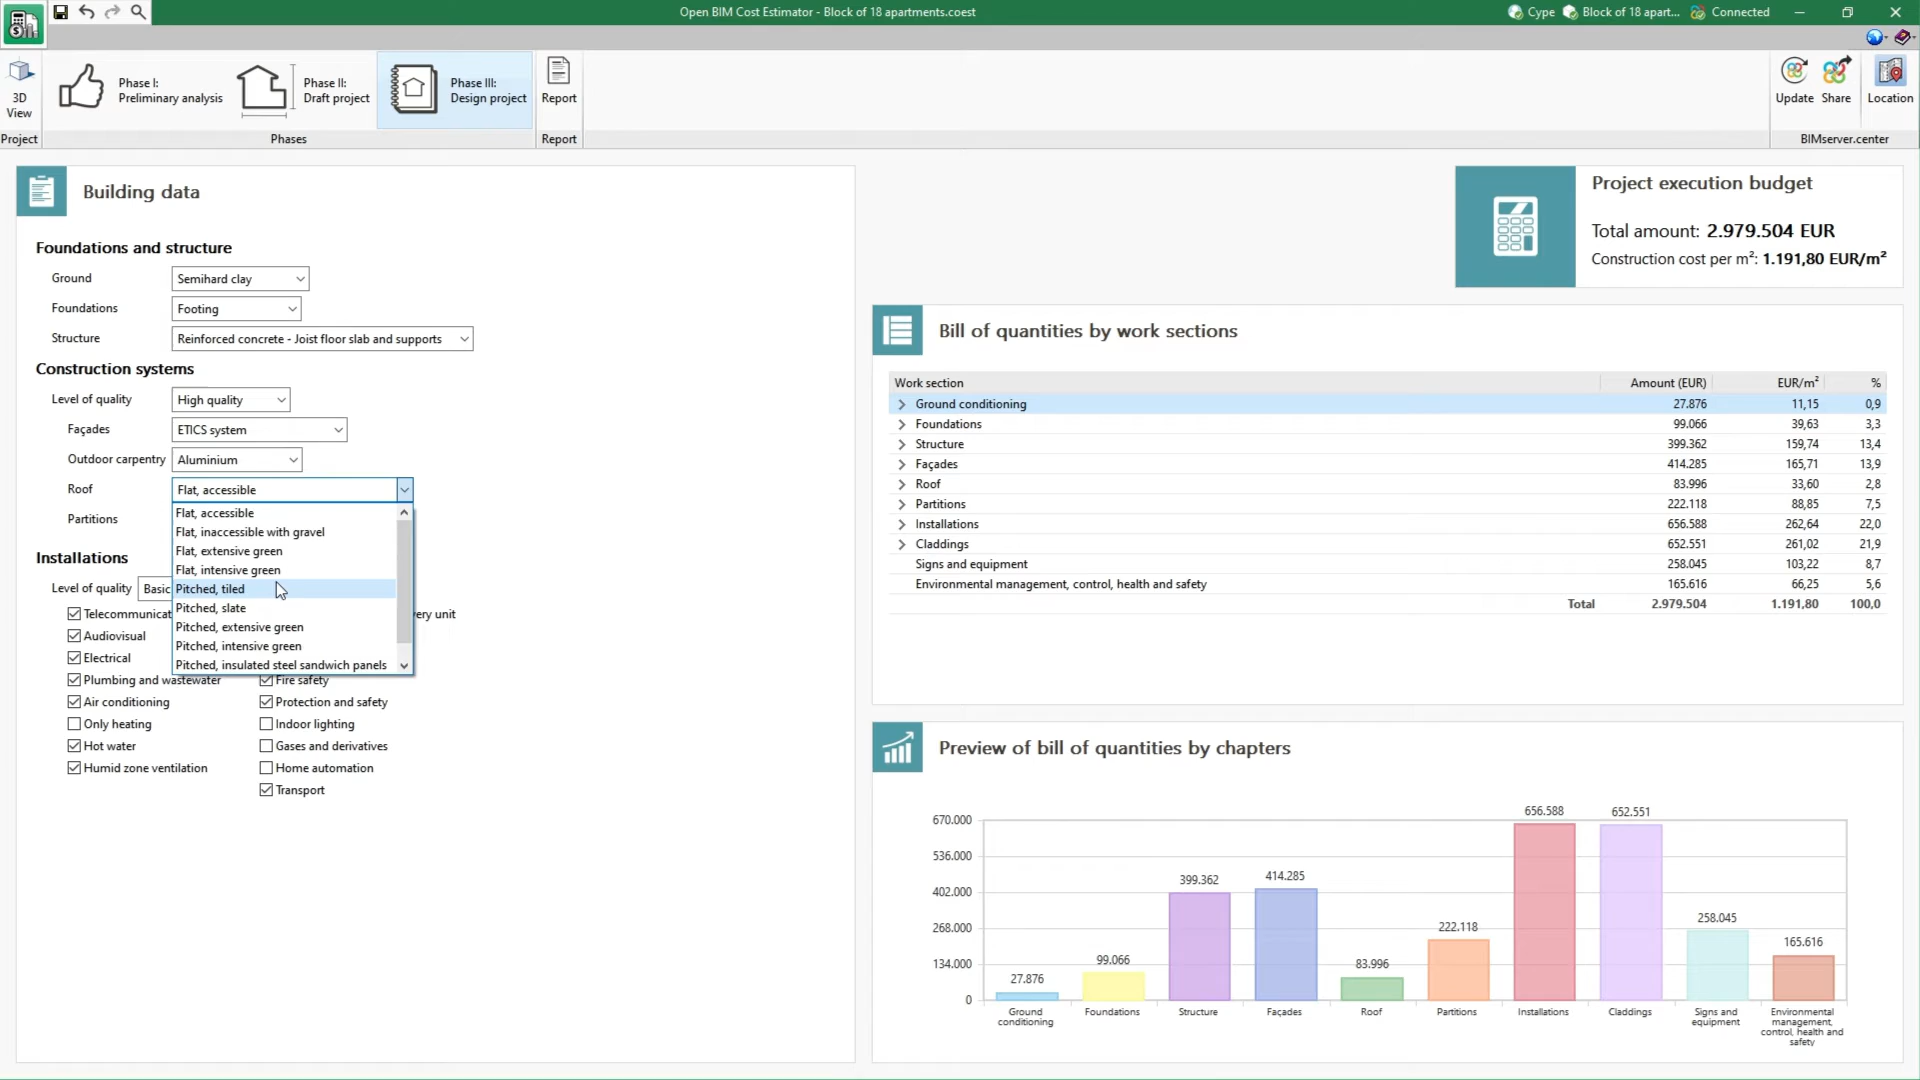 Open BIM Cost Estimator - Block of 18 apartments.coest
Cype
Block of 18 apart...
Connected
3D
View
Phase I:
Preliminary analysis
Phase II:
Draft project
Phase III:
Design project
Report
Update
Share
Location
Project
Phases
Report
BIMserver.center
Building data
Foundations and structure
Ground
Semihard clay
Foundations
Footing
Structure
Reinforced concrete - Joist floor slab and supports
Construction systems
Level of quality
High quality
Façades
ETICS system
Outdoor carpentry
Aluminium
Roof
Flat, accessible
Partitions
Flat, accessible
Flat, inaccessible with gravel
Flat, extensive green
Flat, intensive green
Pitched, tiled
Pitched, slate
Pitched, extensive green
Pitched, intensive green
Pitched, insulated steel sandwich panels
Installations
Level of quality
Basic
Telecommunicat
Audiovisual
Electrical
Plumbing and wastewater
Air conditioning
Only heating
Hot water
Humid zone ventilation
very unit
Fire safety
Protection and safety
Indoor lighting
Gases and derivatives
Home automation
Transport
Project execution budget
Total amount: 2.979.504 EUR
Construction cost per m²: 1.191,80 EUR/m²
Bill of quantities by work sections
Work section Amount (EUR) EUR/m² %
Ground conditioning 27.876 11,15 0,9
Foundations 99.066 39,63 3,3
Structure 399.362 159,74 13,4
Façades 414.285 165,71 13,9
Roof 83.996 33,60 2,8
Partitions 222.118 88,85 7,5
Installations 656.588 262,64 22,0
Claddings 652.551 261,02 21,9
Signs and equipment 258.045 103,22 8,7
Environmental management, control, health and safety 165.616 66,25 5,6
Total 2.979.504 1.191,80 100,0
Preview of bill of quantities by chapters
670.000
536.000
402.000
268.000
134.000
0
27.876
99.066
399.362
414.285
83.996
222.118
656.588
652.551
258.045
165.616
Ground
conditioning
Foundations
Structure
Façades
Roof
Partitions
Installations
Claddings
Signs and
equipment
Environmental
management,
control, health and
safety